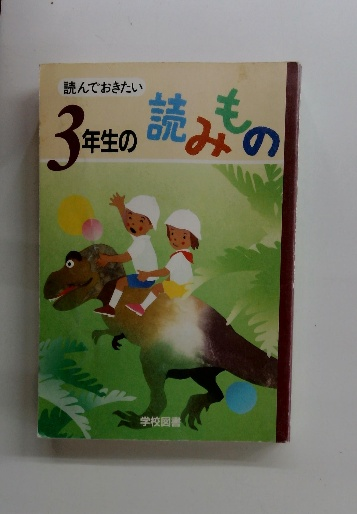 読んでおきたい
3年生の
読みもの
学校図書